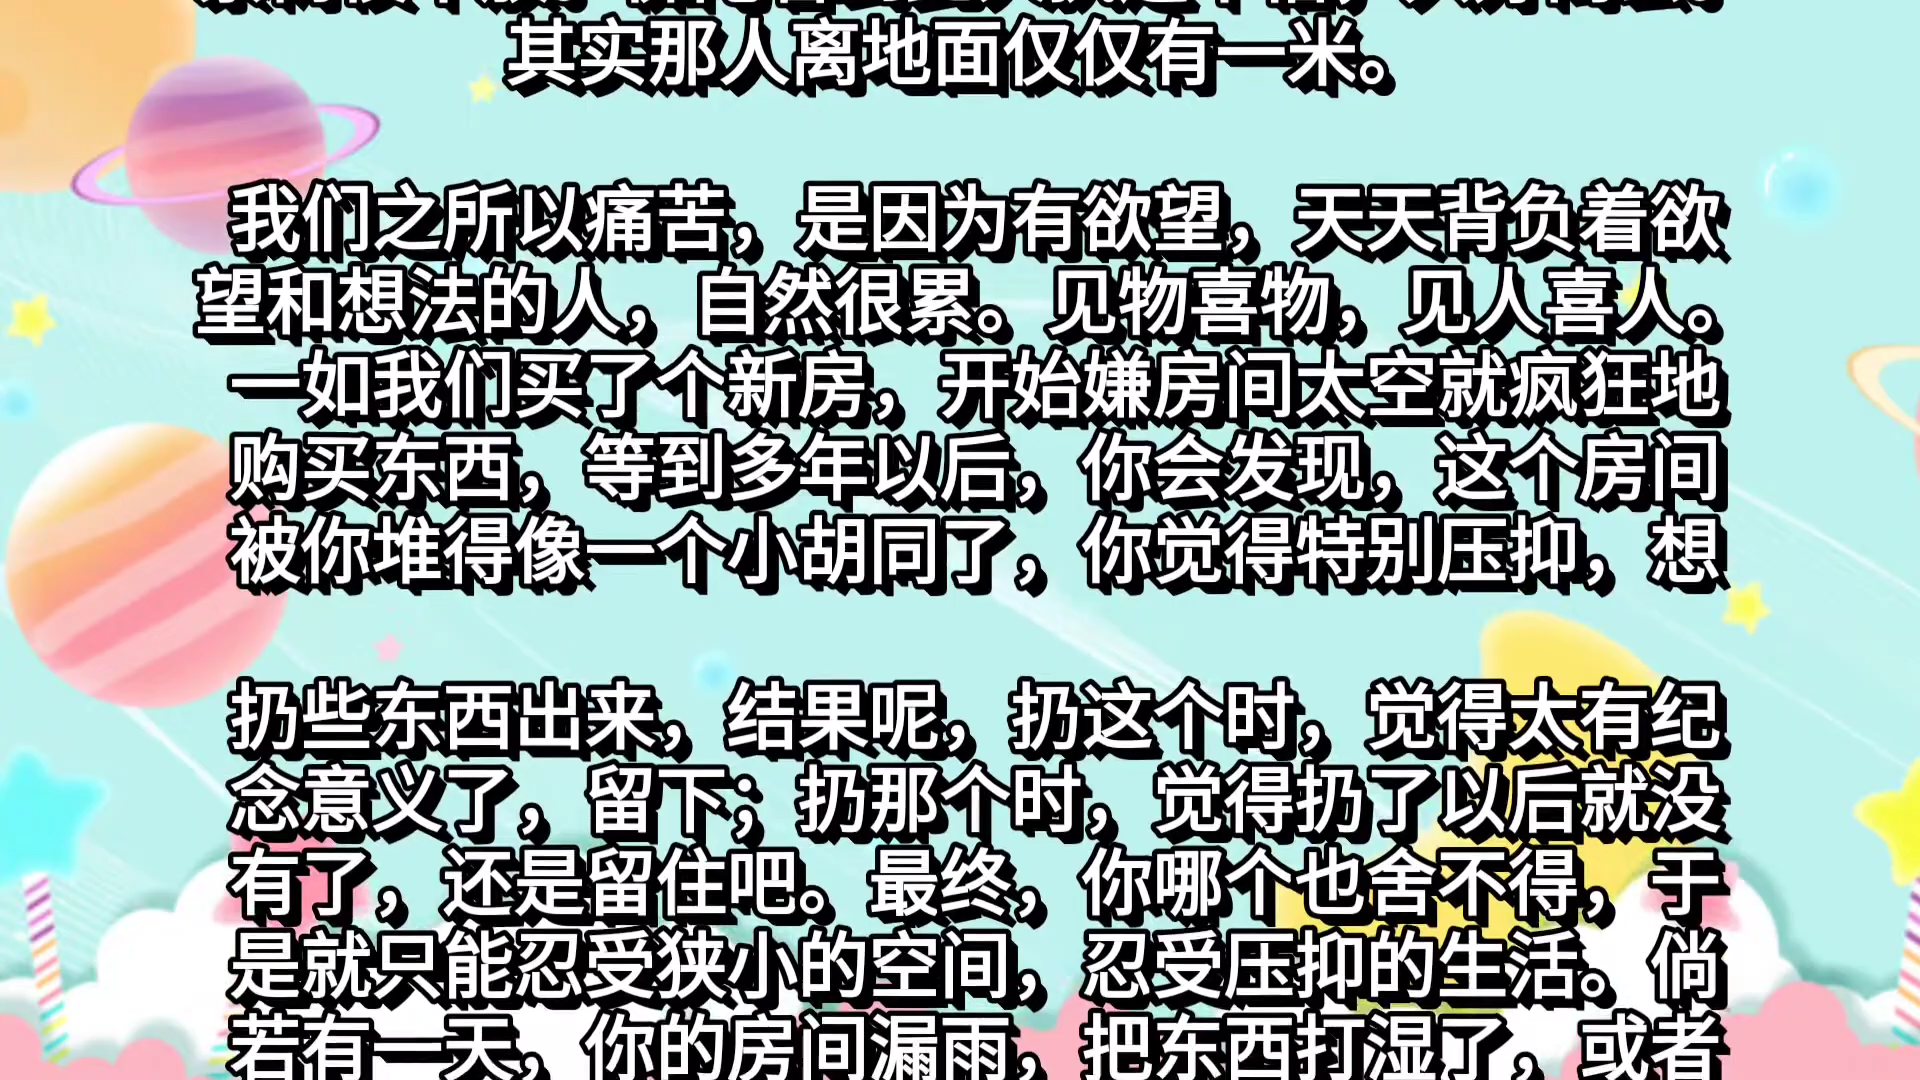 其实那人离地面仅仅有一米。
我们之所以痛苦，是因为有欲望，天天背负着欲
望和想法的人，自然很累。见物喜物，见人喜人。
一如我们买了个新房，开始嫌房间太空就疯狂地
购买东西，等到多年以后，你会发现，这个房间
被你堆得像一个小胡同了，你觉得特别压抑，想
扔些东西出来，结果呢，扔这个时，觉得太有纪
念意义了，留下；扔那个时，觉得扔了以后就没
有了，还是留住吧。最终，你哪个也舍不得，于
是就只能忍受狭小的空间，忍受压抑的生活。倘
若有一天，你的房间漏雨，把东西打湿了，或者